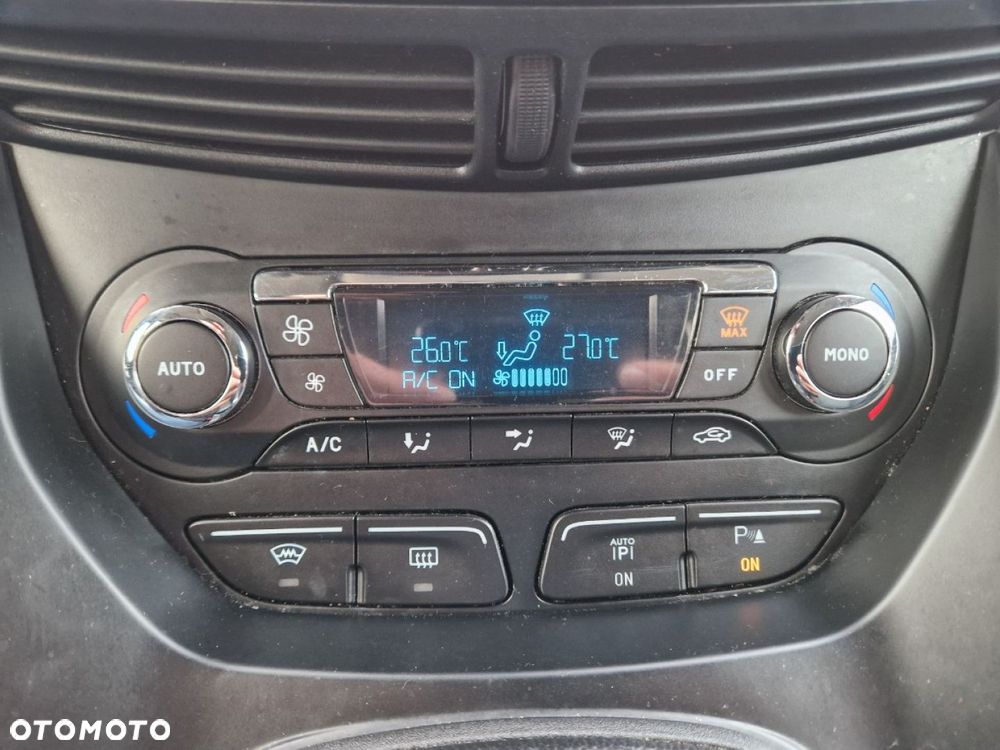 AUTO
26.0°C
27.0°C
A/C ON
MAX
OFF
MONO
A/C
AUTO
P
ON
P
ON
OTOMOTO